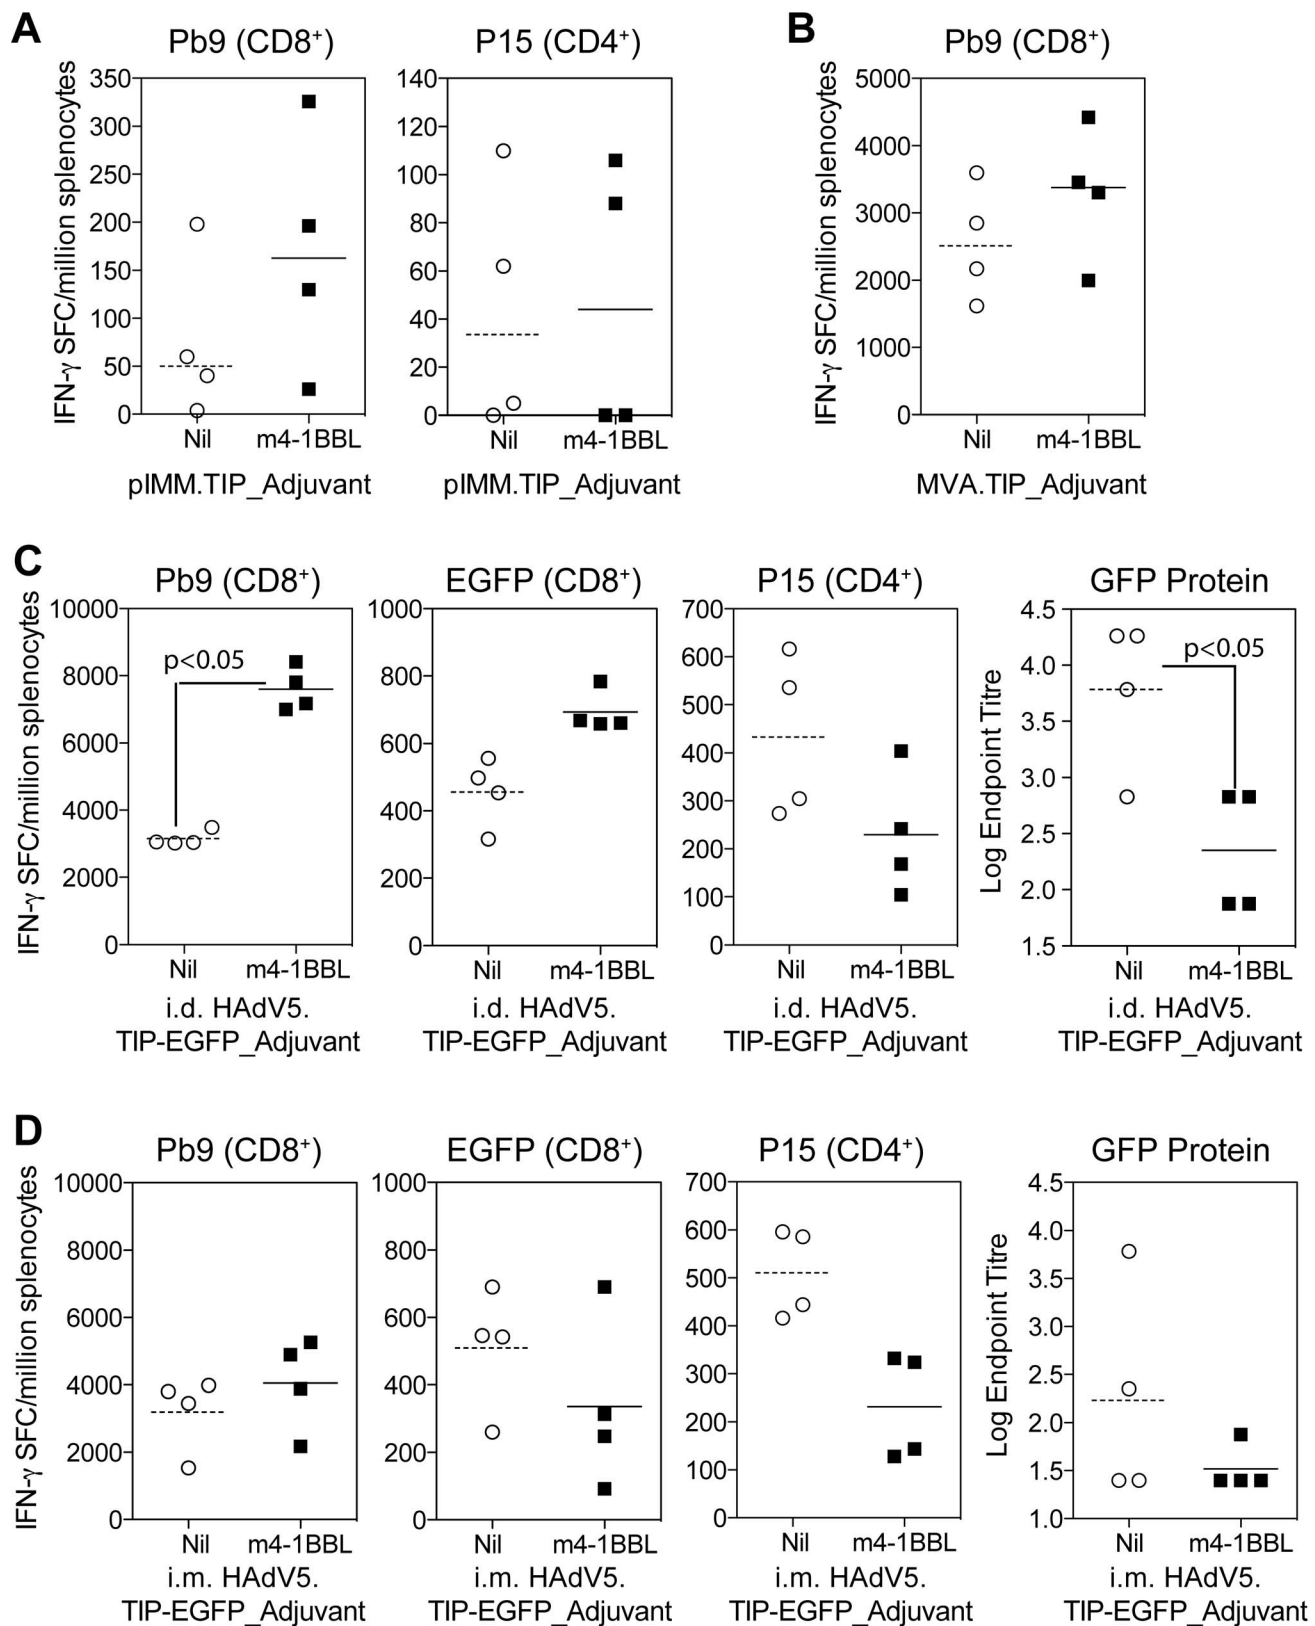 A
Pb9 (CD8⁺)
P15 (CD4⁺)
B
Pb9 (CD8⁺)
IFN-γ SFC/million splenocytes
350
300
250
200
150
100
50
0
Nil
m4-1BBL
pIMM.TIP_Adjuvant
140
120
100
80
60
40
20
0
Nil
m4-1BBL
pIMM.TIP_Adjuvant
IFN-γ SFC/million splenocytes
5000
4000
3000
2000
1000
0
Nil
m4-1BBL
MVA.TIP_Adjuvant
C
Pb9 (CD8⁺)
EGFP (CD8⁺)
P15 (CD4⁺)
GFP Protein
IFN-γ SFC/million splenocytes
10000
8000
6000
4000
2000
0
p<0.05
Nil
m4-1BBL
i.d. HAdV5.
TIP-EGFP_Adjuvant
1000
800
600
400
200
0
Nil
m4-1BBL
i.d. HAdV5.
TIP-EGFP_Adjuvant
700
600
500
400
300
200
100
0
Nil
m4-1BBL
i.d. HAdV5.
TIP-EGFP_Adjuvant
Log Endpoint Titre
4.5
4.0
3.5
3.0
2.5
2.0
1.5
p<0.05
Nil
m4-1BBL
i.d. HAdV5.
TIP-EGFP_Adjuvant
D
Pb9 (CD8⁺)
EGFP (CD8⁺)
P15 (CD4⁺)
GFP Protein
IFN-γ SFC/million splenocytes
10000
8000
6000
4000
2000
0
Nil
m4-1BBL
i.m. HAdV5.
TIP-EGFP_Adjuvant
1000
800
600
400
200
0
Nil
m4-1BBL
i.m. HAdV5.
TIP-EGFP_Adjuvant
700
600
500
400
300
200
100
0
Nil
m4-1BBL
i.m. HAdV5.
TIP-EGFP_Adjuvant
Log Endpoint Titre
4.5
4.0
3.5
3.0
2.5
2.0
1.5
1.0
Nil
m4-1BBL
i.m. HAdV5.
TIP-EGFP_Adjuvant